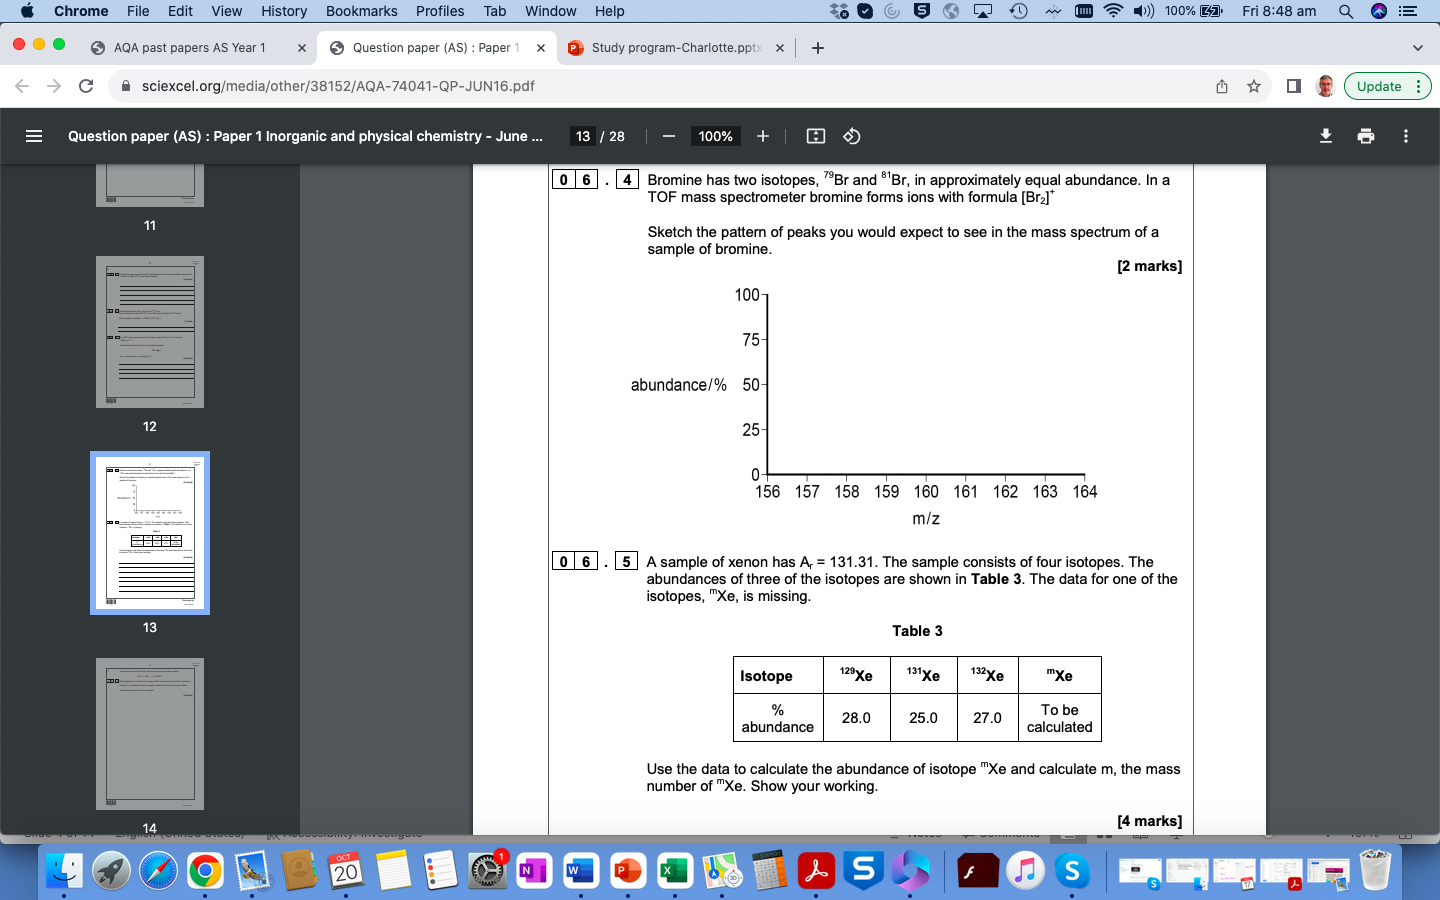 Chrome File Edit View History Bookmarks Profiles Tab Window Help 100% Fri 8:48 am
AQA past papers AS Year 1 Question paper (AS) : Paper 1 Study program-Charlotte.pptx
sciexcel.org/media/other/38152/AQA-74041-QP-JUN16.pdf Update
Question paper (AS) : Paper 1 Inorganic and physical chemistry - June ... 13 / 28 100%
11
12
13
14
0 6 . 4 Bromine has two isotopes, ⁷⁹Br and ⁸¹Br, in approximately equal abundance. In a
TOF mass spectrometer bromine forms ions with formula [Br₂]⁺
Sketch the pattern of peaks you would expect to see in the mass spectrum of a
sample of bromine.
[2 marks]
100
75
abundance/% 50
25
0
156 157 158 159 160 161 162 163 164
m/z
0 6 . 5 A sample of xenon has Aᵣ = 131.31. The sample consists of four isotopes. The
abundances of three of the isotopes are shown in Table 3. The data for one of the
isotopes, ᵐXe, is missing.
Table 3
Isotope ¹²⁹Xe ¹³¹Xe ¹³²Xe ᵐXe
% abundance 28.0 25.0 27.0 To be calculated
Use the data to calculate the abundance of isotope ᵐXe and calculate m, the mass
number of ᵐXe. Show your working.
[4 marks]
OCT
20
1